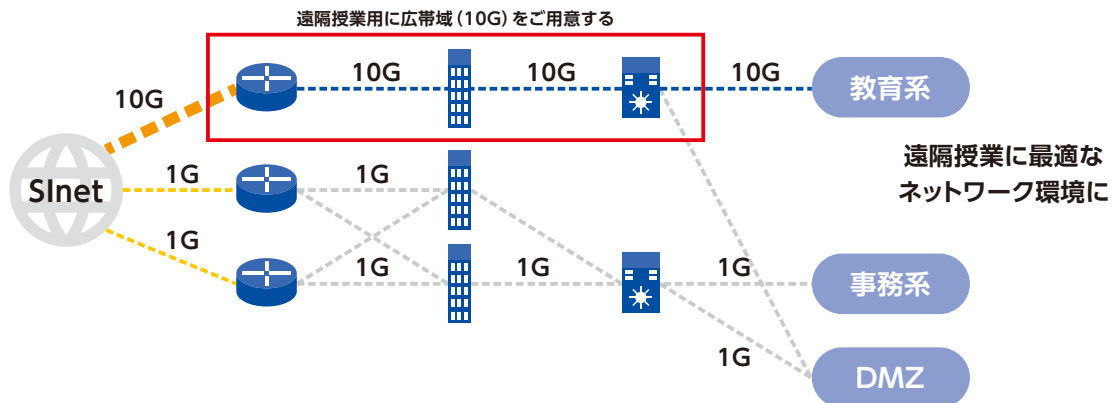 遠隔授業用に広帯域(10G)をご用意する
10G
10G
10G
10G
教育系
遠隔授業に最適な
ネットワーク環境に
SInet
1G
1G
1G
1G
1G
1G
事務系
1G
DMZ